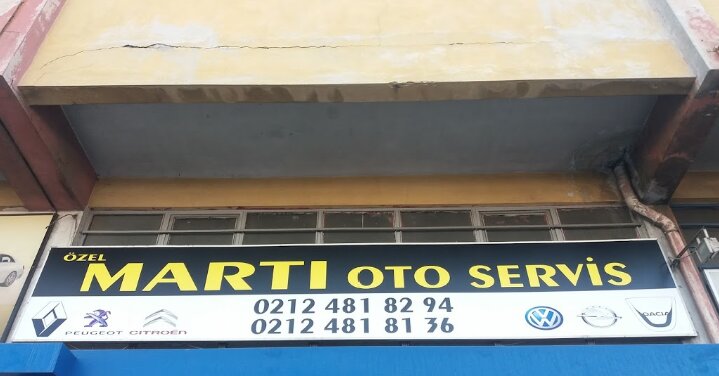 ÖZEL
MARTI OTO SERVİS
0212 481 82 94
0212 481 81 36
PEUGEOT CITROËN DACIA